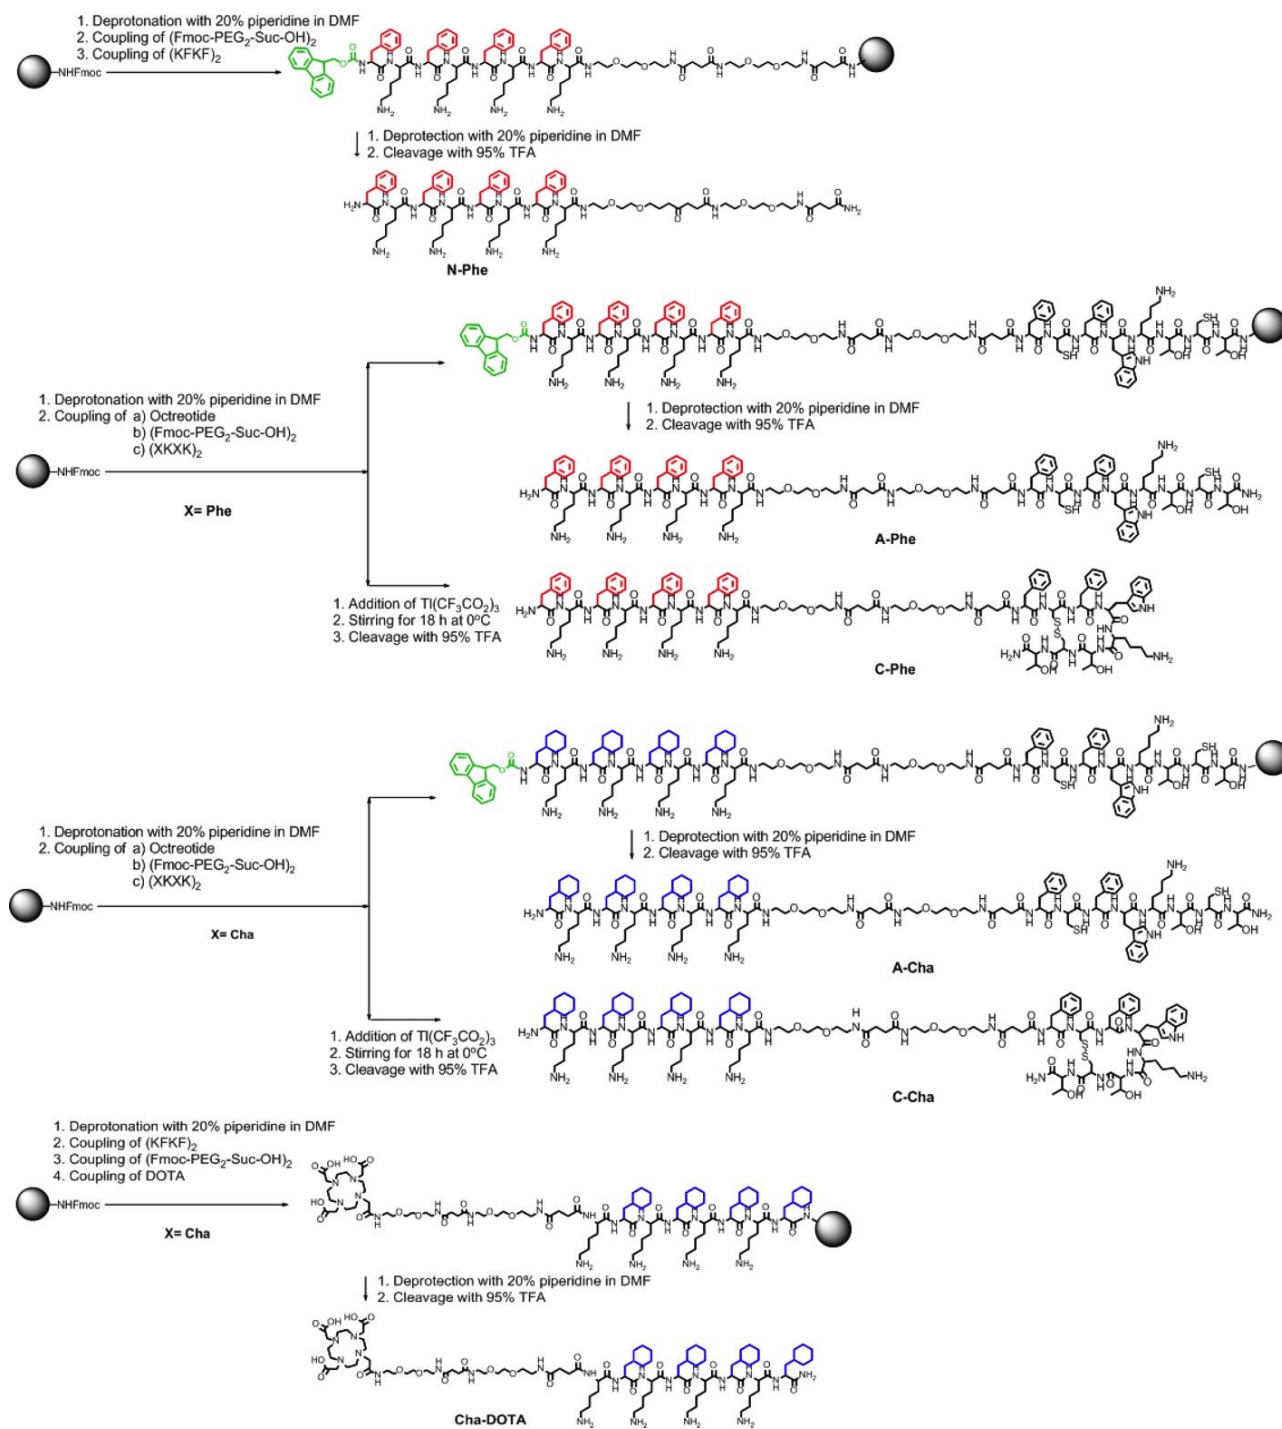 1. Deprotonation with 20% piperidine in DMF
2. Coupling of (Fmoc-PEG2-Suc-OH)2
3. Coupling of (KFKF)2
NHFmoc
1. Deprotection with 20% piperidine in DMF
2. Cleavage with 95% TFA
N-Phe
1. Deprotonation with 20% piperidine in DMF
2. Coupling of a) Octreotide
b) (Fmoc-PEG2-Suc-OH)2
c) (XKXK)2
NHFmoc
X= Phe
1. Deprotection with 20% piperidine in DMF
2. Cleavage with 95% TFA
A-Phe
1. Addition of Tl(CF3CO2)3
2. Stirring for 18 h at 0ºC
3. Cleavage with 95% TFA
C-Phe
1. Deprotonation with 20% piperidine in DMF
2. Coupling of a) Octreotide
b) (Fmoc-PEG2-Suc-OH)2
c) (XKXK)2
NHFmoc
X= Cha
1. Deprotection with 20% piperidine in DMF
2. Cleavage with 95% TFA
A-Cha
1. Addition of Tl(CF3CO2)3
2. Stirring for 18 h at 0ºC
3. Cleavage with 95% TFA
C-Cha
1. Deprotonation with 20% piperidine in DMF
2. Coupling of (KFKF)2
3. Coupling of (Fmoc-PEG2-Suc-OH)2
4. Coupling of DOTA
NHFmoc
X= Cha
1. Deprotection with 20% piperidine in DMF
2. Cleavage with 95% TFA
Cha-DOTA